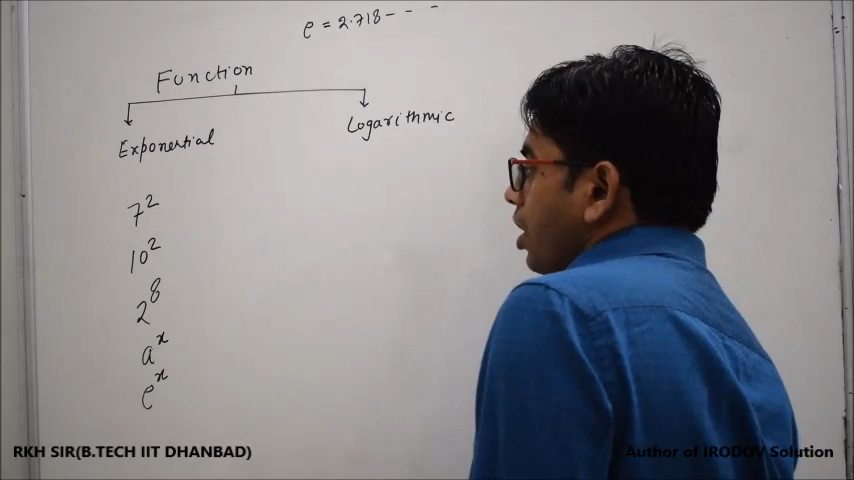 e = 2.718- - -
Function
Exponential Logarithmic
7²
10²
2⁸
aˣ
eˣ
RKH SIR(B.TECH IIT DHANBAD) Author of IRODOV Solution